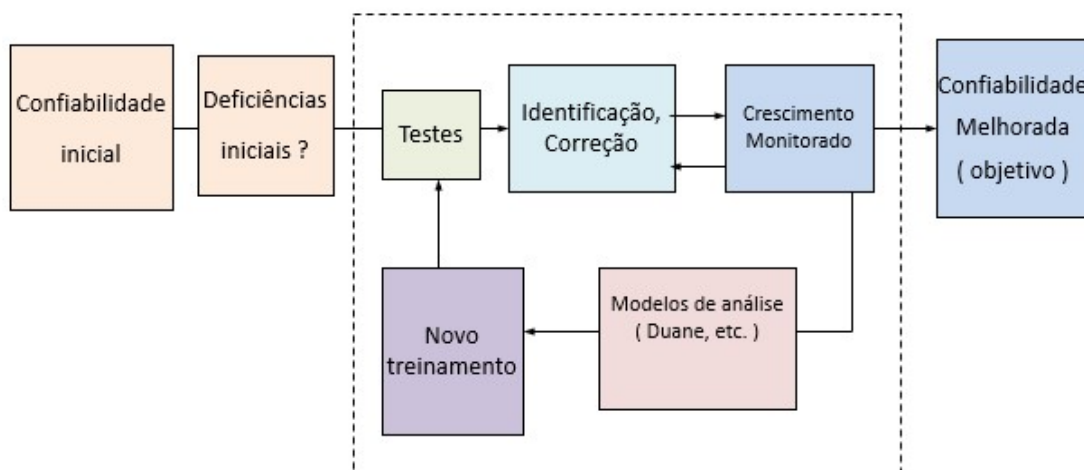 Confiabilidade
inicial
Deficiências
iniciais ?
Testes
Identificação,
Correção
Crescimento
Monitorado
Confiabilidade
Melhorada
( objetivo )
Novo
treinamento
Modelos de análise
( Duane, etc. )